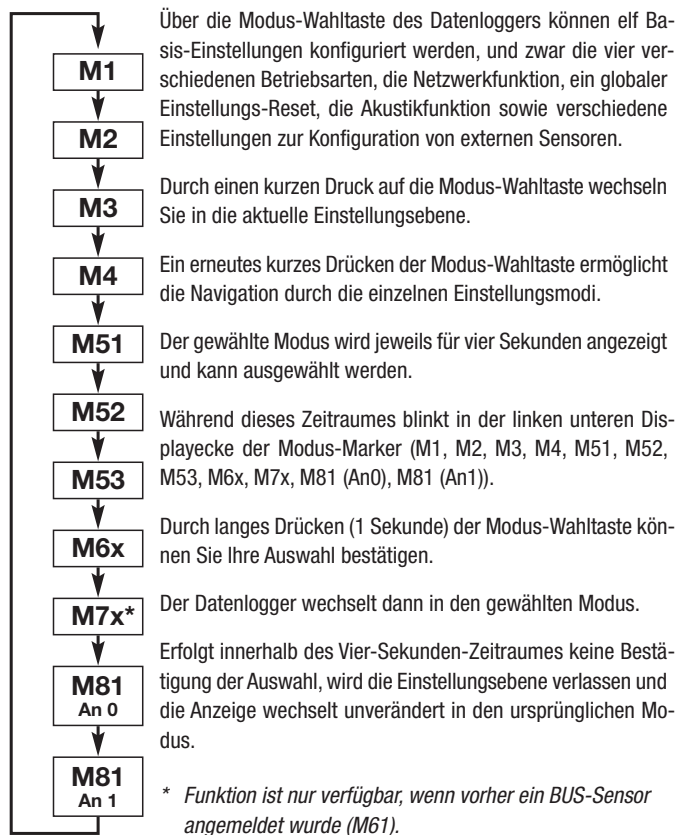 M1
M2
M3
M4
M51
M52
M53
M6x
M7x*
M81
An 0
M81
An 1
Über die Modus-Wahltaste des Datenloggers können elf Ba-
sis-Einstellungen konfiguriert werden, und zwar die vier ver-
schiedenen Betriebsarten, die Netzwerkfunktion, ein globaler
Einstellungs-Reset, die Akustikfunktion sowie verschiedene
Einstellungen zur Konfiguration von externen Sensoren.
Durch einen kurzen Druck auf die Modus-Wahltaste wechseln
Sie in die aktuelle Einstellungsebene.
Ein erneutes kurzes Drücken der Modus-Wahltaste ermöglicht
die Navigation durch die einzelnen Einstellungsmodi.
Der gewählte Modus wird jeweils für vier Sekunden angezeigt
und kann ausgewählt werden.
Während dieses Zeitraumes blinkt in der linken unteren Dis-
playecke der Modus-Marker (M1, M2, M3, M4, M51, M52,
M53, M6x, M7x, M81 (An0), M81 (An1)).
Durch langes Drücken (1 Sekunde) der Modus-Wahltaste kön-
nen Sie Ihre Auswahl bestätigen.
Der Datenlogger wechselt dann in den gewählten Modus.
Erfolgt innerhalb des Vier-Sekunden-Zeitraumes keine Bestä-
tigung der Auswahl, wird die Einstellungsebene verlassen und
die Anzeige wechselt unverändert in den ursprünglichen Mo-
dus.
* Funktion ist nur verfügbar, wenn vorher ein BUS-Sensor
angemeldet wurde (M61).